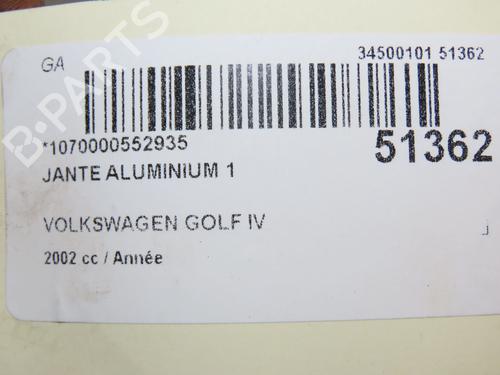 GA
34500101 51362
B-PARTS
*1070000552935
51362
JANTE ALUMINIUM 1
VOLKSWAGEN GOLF IV
J
2002 cc / Année